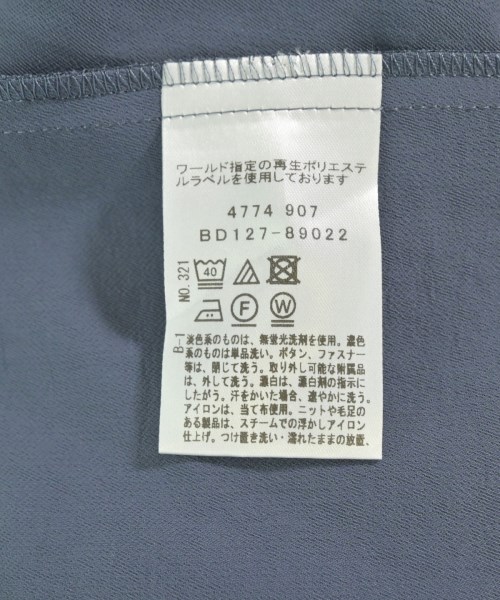 ワールド指定の再生ポリエステ
ルラベルを使用しております
4774 907
BD127-89022
40
F W
B-1 NO.321
淡色系のものは、無蛍光洗剤を使用。濃色
系のものは単品洗い。ボタン、ファスナー
等は、閉じて洗う。取り外し可能な附属品
は、外して洗う。漂白は、漂白剤の指示に
したがう。汗をかいた場合、速やかに洗う。
アイロンは、当て布使用。ニットや毛足の
ある製品は、スチームでの浮かしアイロン
仕上げ。つけ置き洗い・濡れたままの放置、